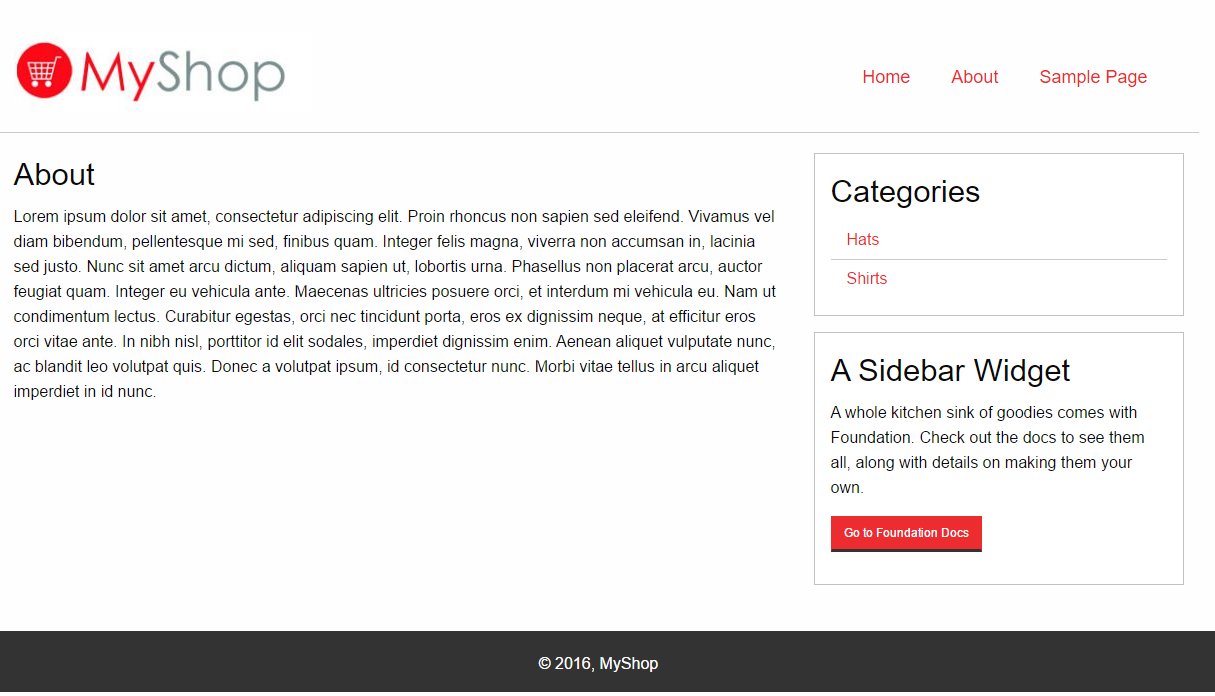 MyShop
Home About Sample Page
About
Lorem ipsum dolor sit amet, consectetur adipiscing elit. Proin rhoncus non sapien sed eleifend. Vivamus vel
diam bibendum, pellentesque mi sed, finibus quam. Integer felis magna, viverra non accumsan in, lacinia
sed justo. Nunc sit amet arcu dictum, aliquam sapien ut, lobortis urna. Phasellus non placerat arcu, auctor
feugiat quam. Integer eu vehicula ante. Maecenas ultricies posuere orci, et interdum mi vehicula eu. Nam ut
condimentum lectus. Curabitur egestas, orci nec tincidunt porta, eros ex dignissim neque, at efficitur eros
orci vitae ante. In nibh nisl, porttitor id elit sodales, imperdiet dignissim enim. Aenean aliquet vulputate nunc,
ac blandit leo volutpat quis. Donec a volutpat ipsum, id consectetur nunc. Morbi vitae tellus in arcu aliquet
imperdiet in id nunc.
Categories
Hats
Shirts
A Sidebar Widget
A whole kitchen sink of goodies comes with
Foundation. Check out the docs to see them
all, along with details on making them your
own.
Go to Foundation Docs
© 2016, MyShop